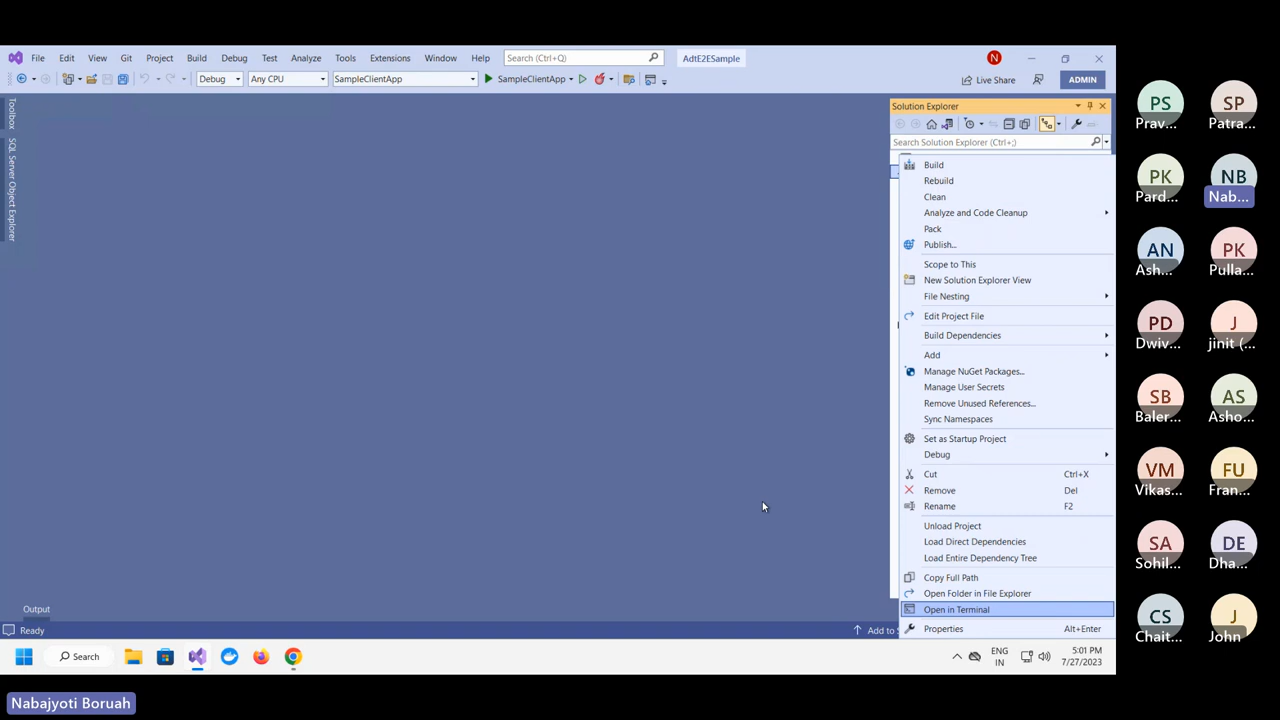 File Edit View Git Project Build Debug Test Analyze Tools Extensions Window Help Search (Ctrl+Q) AdtE2ESample N
Debug Any CPU SampleClientApp SampleClientApp Live Share ADMIN
Toolbox
SQL Server Object Explorer
Solution Explorer
Search Solution Explorer (Ctrl+;)
Build
Rebuild
Clean
Analyze and Code Cleanup
Pack
Publish...
Scope to This
New Solution Explorer View
File Nesting
Edit Project File
Build Dependencies
Add
Manage NuGet Packages...
Manage User Secrets
Remove Unused References...
Sync Namespaces
Set as Startup Project
Debug
Cut Ctrl+X
Remove Del
Rename F2
Unload Project
Load Direct Dependencies
Load Entire Dependency Tree
Copy Full Path
Open Folder in File Explorer
Open in Terminal
Properties Alt+Enter
Output
Ready Add to S
Search
ENG
IN
5:01 PM
7/27/2023
PS SP
Prav... Patra...
PK NB
Pard... Nab...
AN PK
Ash... Pulla...
PD J
Dwiv... jinit (...
SB AS
Baler... Asho...
VM FU
Vikas... Fran...
SA DE
Sohil... Dha...
CS J
Chait... John
Nabajyoti Boruah